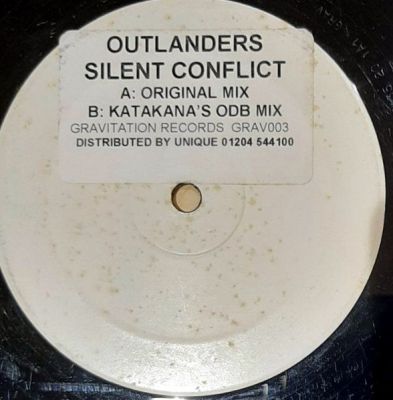 OUTLANDERS
SILENT CONFLICT
A: ORIGINAL MIX
B: KATAKANA'S ODB MIX
GRAVITATION RECORDS GRAV003
DISTRIBUTED BY UNIQUE 01204 544100